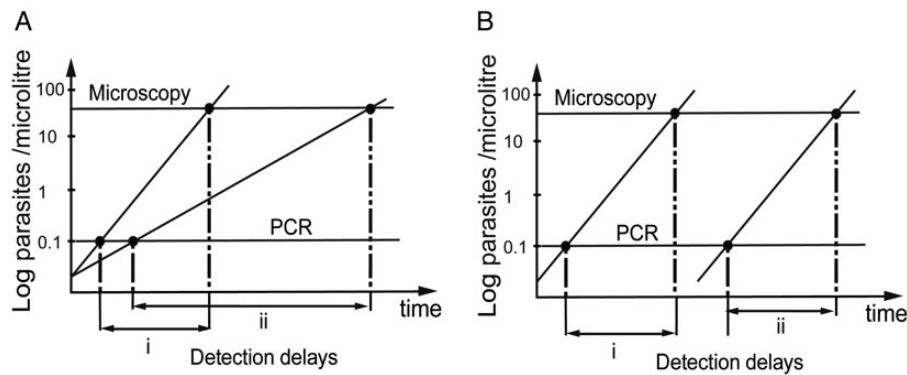 A
Log parasites /microlitre
100
10
1
0.1
Microscopy
PCR
time
i
ii
Detection delays
B
Log parasites /microlitre
100
10
1
0.1
Microscopy
PCR
time
i
ii
Detection delays